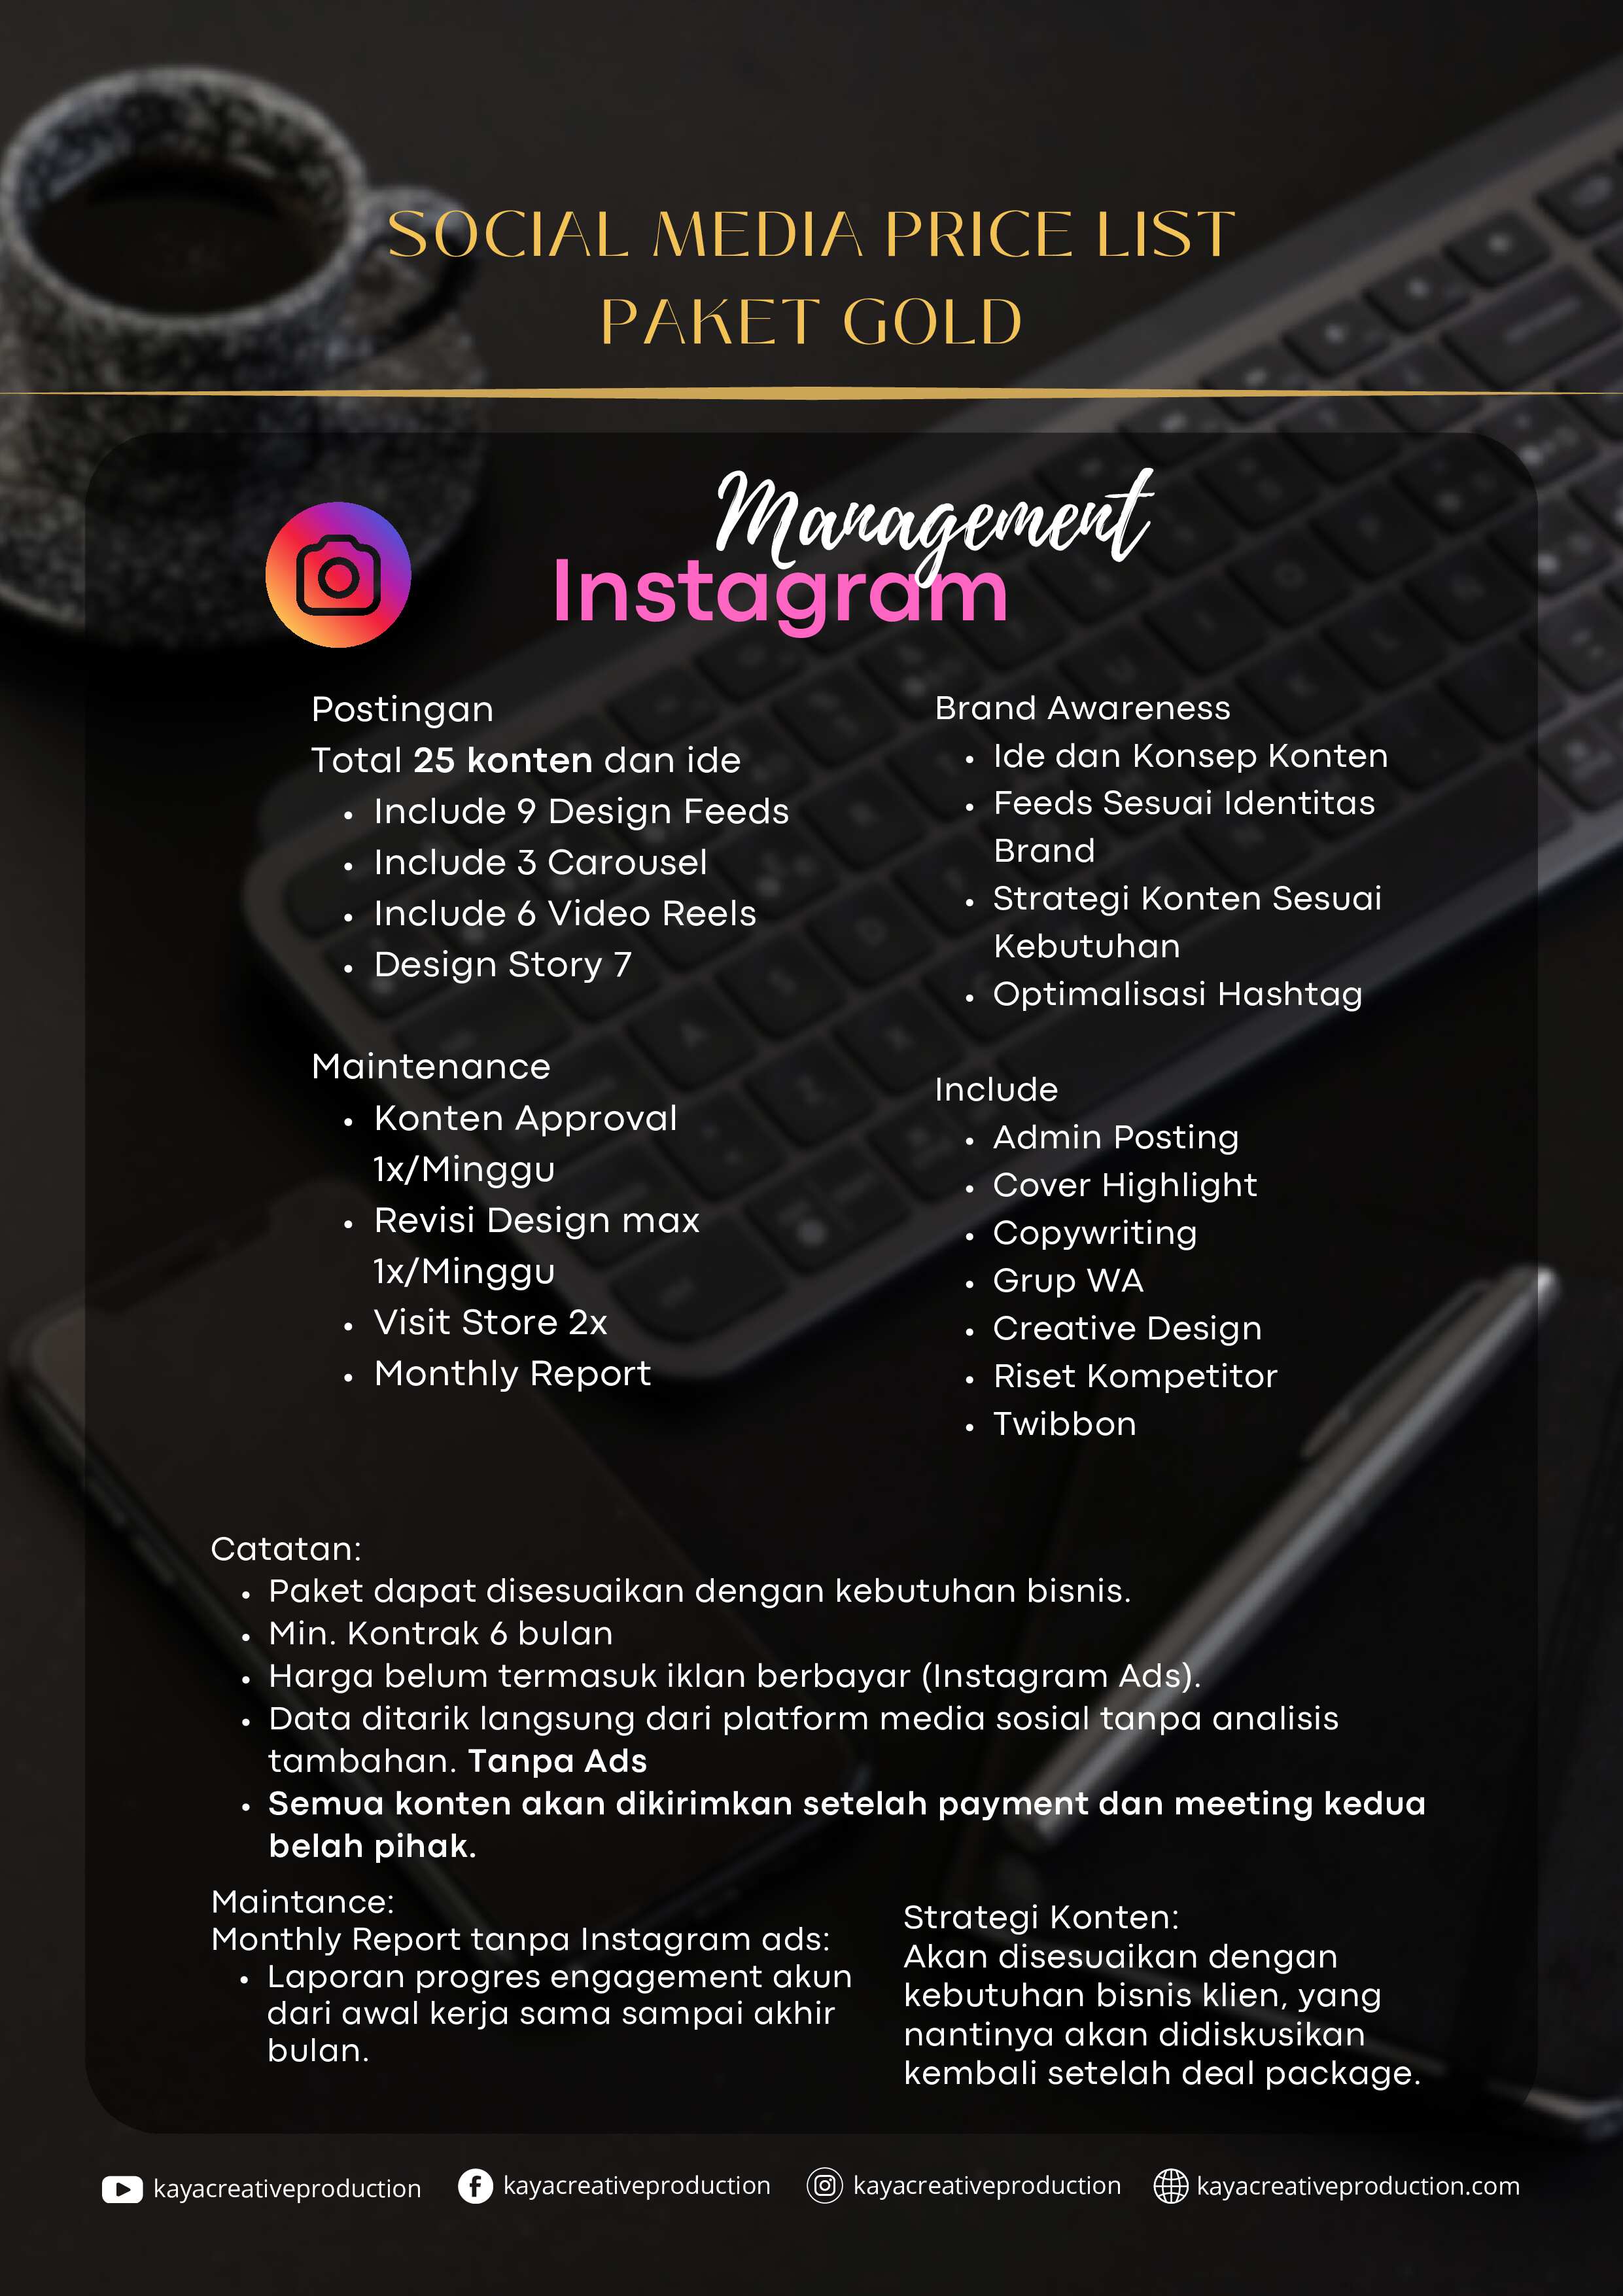 SOCIAL MEDIA PRICE LIST
PAKET GOLD
Management
Instagram
Postingan
Total 25 konten dan ide
• Include 9 Design Feeds
• Include 3 Carousel
• Include 6 Video Reels
• Design Story 7
Maintenance
• Konten Approval
1x/Minggu
• Revisi Design max
1x/Minggu
• Visit Store 2x
• Monthly Report
Brand Awareness
• Ide dan Konsep Konten
• Feeds Sesuai Identitas
Brand
• Strategi Konten Sesuai
Kebutuhan
• Optimalisasi Hashtag
Include
• Admin Posting
• Cover Highlight
• Copywriting
• Grup WA
• Creative Design
• Riset Kompetitor
• Twibbon
Catatan:
• Paket dapat disesuaikan dengan kebutuhan bisnis.
• Min. Kontrak 6 bulan
• Harga belum termasuk iklan berbayar (Instagram Ads).
• Data ditarik langsung dari platform media sosial tanpa analisis
tambahan. Tanpa Ads
• Semua konten akan dikirimkan setelah payment dan meeting kedua
belah pihak.
Maintance:
Monthly Report tanpa Instagram ads:
• Laporan progres engagement akun
dari awal kerja sama sampai akhir
bulan.
Strategi Konten:
Akan disesuaikan dengan
kebutuhan bisnis klien, yang
nantinya akan didiskusikan
kembali setelah deal package.
kayacreativeproduction
kayacreativeproduction
kayacreativeproduction
kayacreativeproduction.com